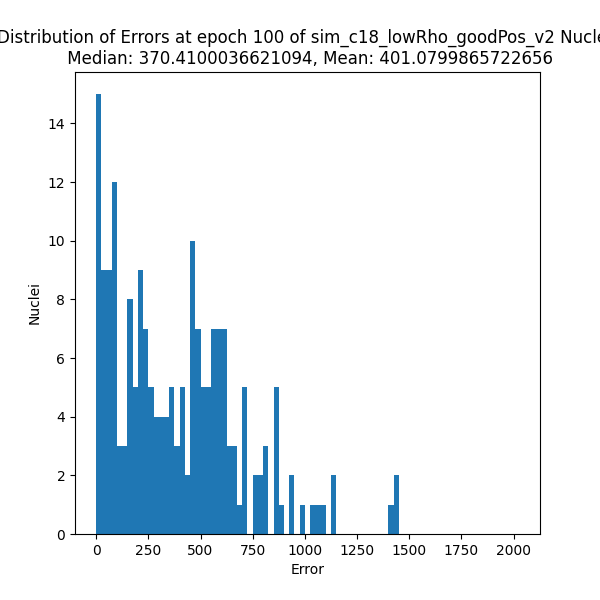 Distribution of Errors at epoch 100 of sim_c18_lowRho_goodPos_v2 Nucle
Median: 370.4100036621094, Mean: 401.0799865722656
14
12
10
8
6
4
2
0
Nuclei
0 250 500 750 1000 1250 1500 1750 2000
Error